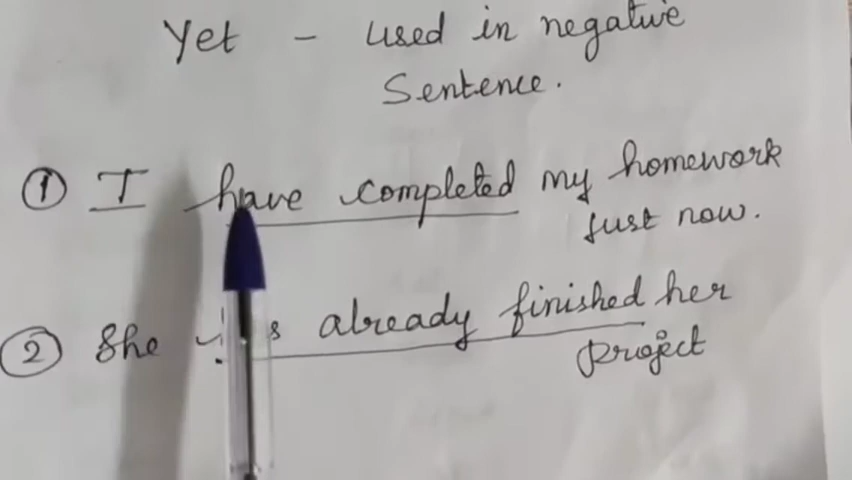 Yet - used in negative
Sentence.
① I have completed my homework
just now.
② She already finished her
project